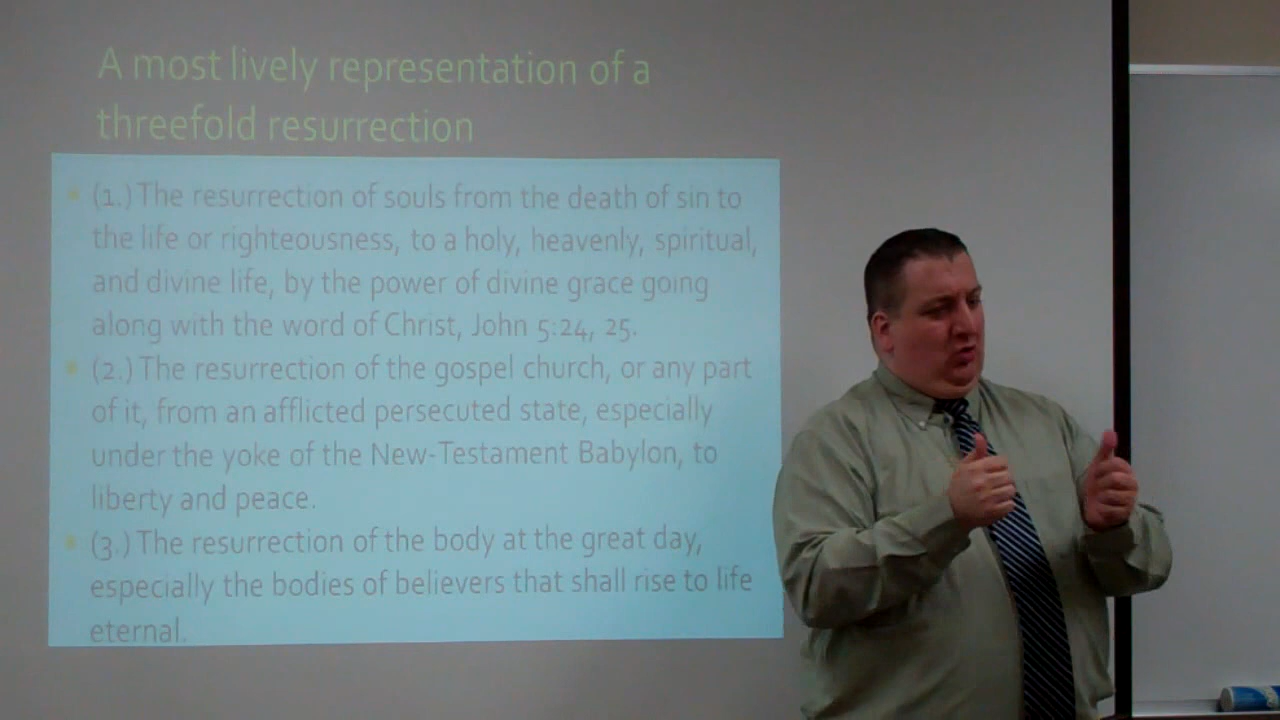 A most lively representation of a
threefold resurrection
(1.) The resurrection of souls from the death of sin to
the life or righteousness, to a holy, heavenly, spiritual,
and divine life, by the power of divine grace going
along with the word of Christ, John 5:24, 25.
(2.) The resurrection of the gospel church, or any part
of it, from an afflicted persecuted state, especially
under the yoke of the New-Testament Babylon, to
liberty and peace.
(3.) The resurrection of the body at the great day,
especially the bodies of believers that shall rise to life
eternal.